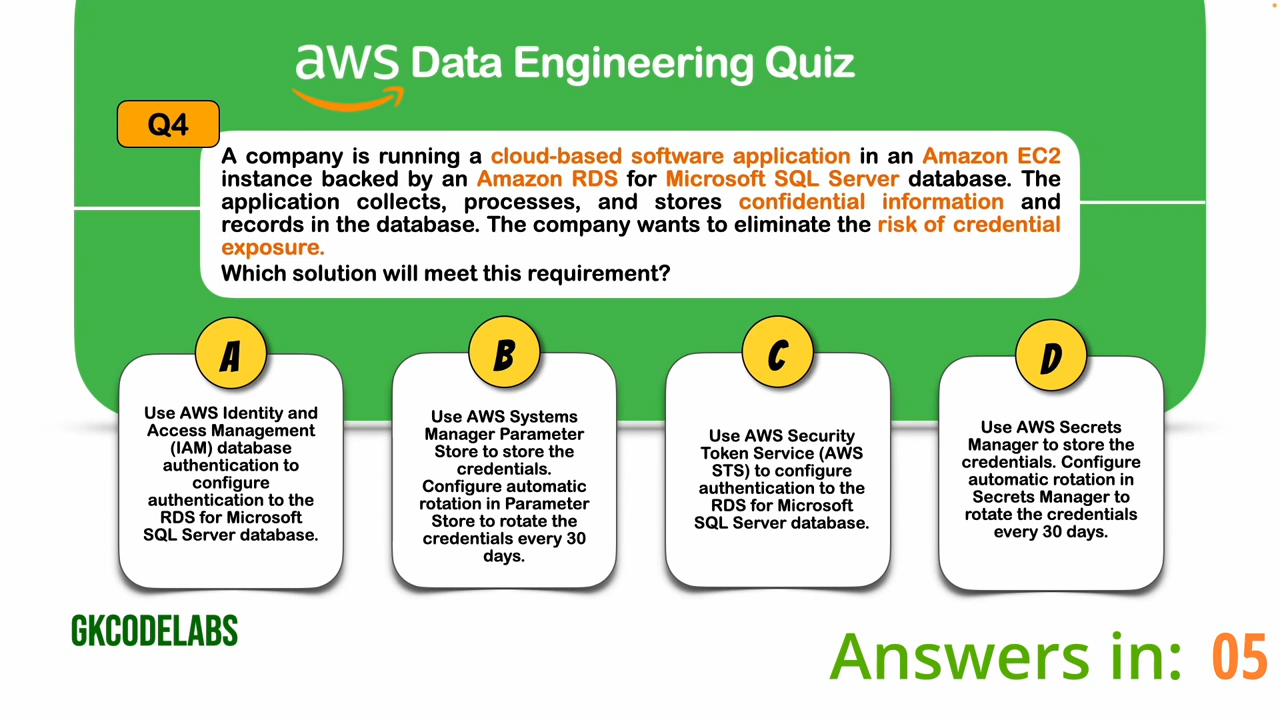 aws Data Engineering Quiz
Q4
A company is running a cloud-based software application in an Amazon EC2
instance backed by an Amazon RDS for Microsoft SQL Server database. The
application collects, processes, and stores confidential information and
records in the database. The company wants to eliminate the risk of credential
exposure.
Which solution will meet this requirement?
A
Use AWS Identity and
Access Management
(IAM) database
authentication to
configure
authentication to the
RDS for Microsoft
SQL Server database.
B
Use AWS Systems
Manager Parameter
Store to store the
credentials.
Configure automatic
rotation in Parameter
Store to rotate the
credentials every 30
days.
C
Use AWS Security
Token Service (AWS
STS) to configure
authentication to the
RDS for Microsoft
SQL Server database.
D
Use AWS Secrets
Manager to store the
credentials. Configure
automatic rotation in
Secrets Manager to
rotate the credentials
every 30 days.
GKCODELABS
Answers in: 05